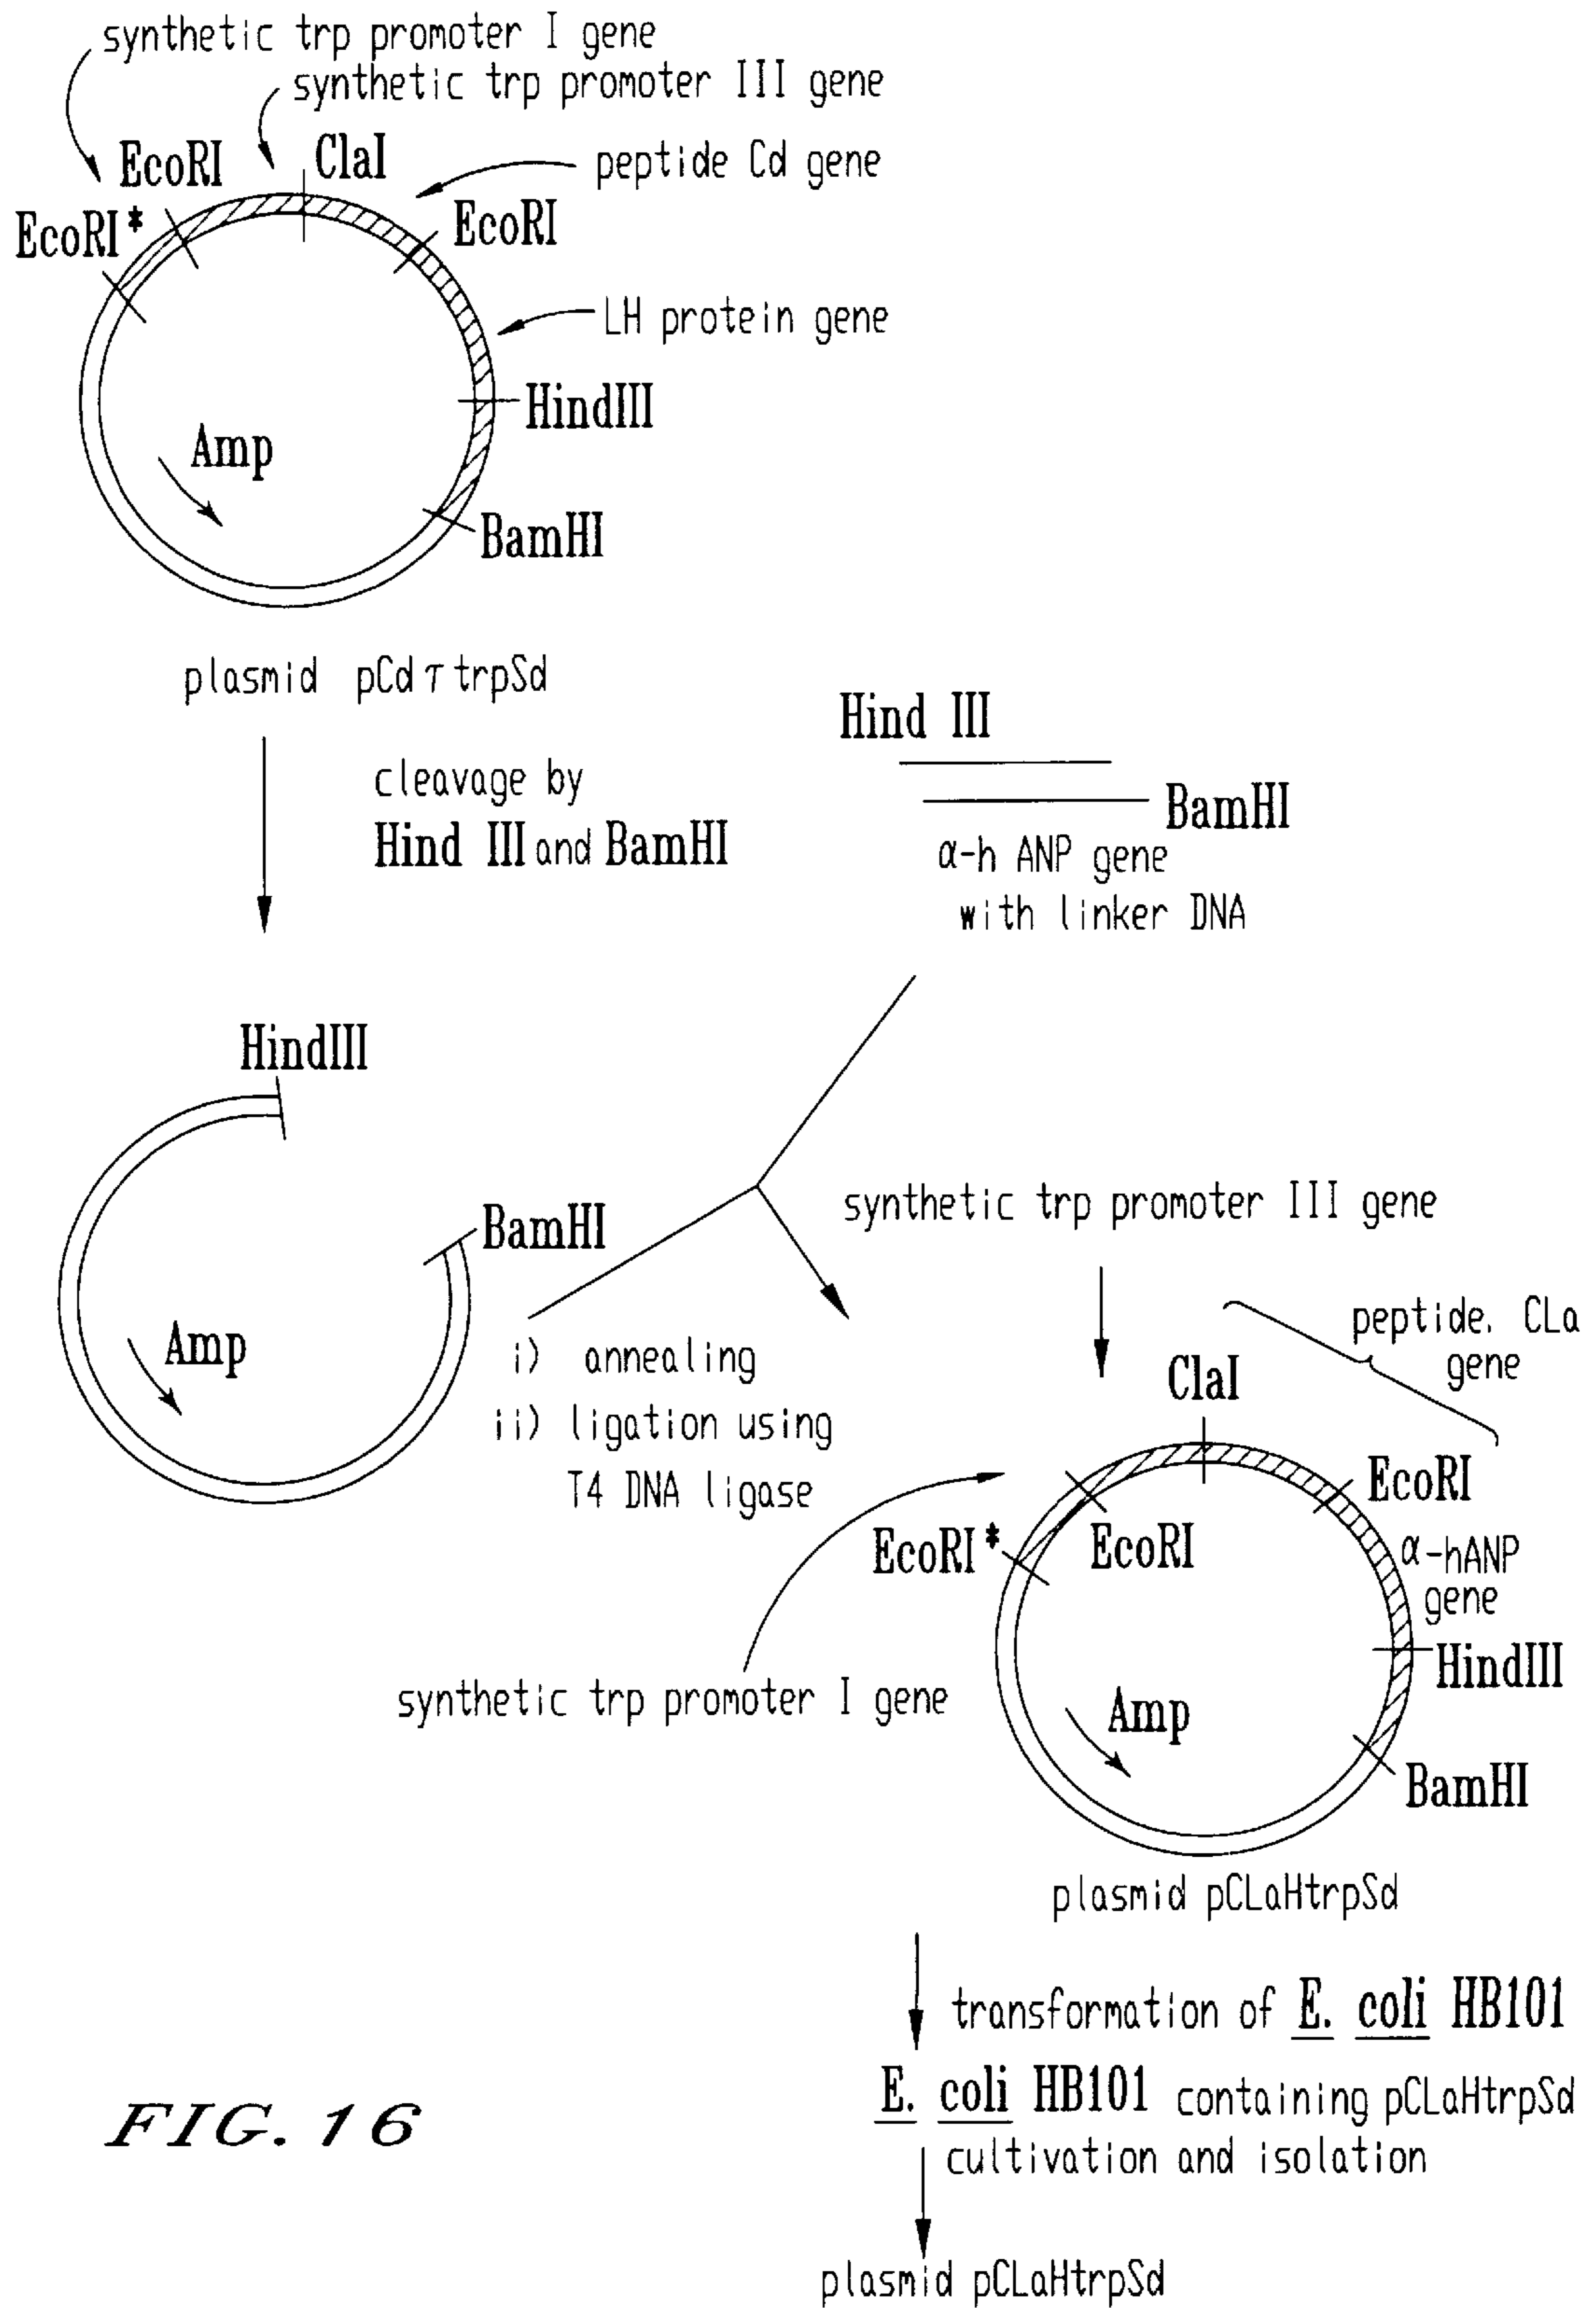 synthetic trp promoter I gene
synthetic trp promoter III gene
EcoRI
ClaI
peptide Cd gene
EcoRI*
EcoRI
LH protein gene
HindIII
Amp
BamHI
plasmid pCdτtrpSd
Hind III
cleavage by
Hind III and BamHI
BamHI
α-h ANP gene
with linker DNA
HindIII
BamHI
synthetic trp promoter III gene
Amp
i) annealing
ii) ligation using
T4 DNA ligase
peptide. CLa
gene
ClaI
EcoRI
EcoRI*
EcoRI
α-hANP
gene
HindIII
synthetic trp promoter I gene
Amp
BamHI
plasmid pCLaHtrpSd
transformation of E. coli HB101
E. coli HB101 containing pCLaHtrpSd
cultivation and isolation
plasmid pCLaHtrpSd
FIG. 16